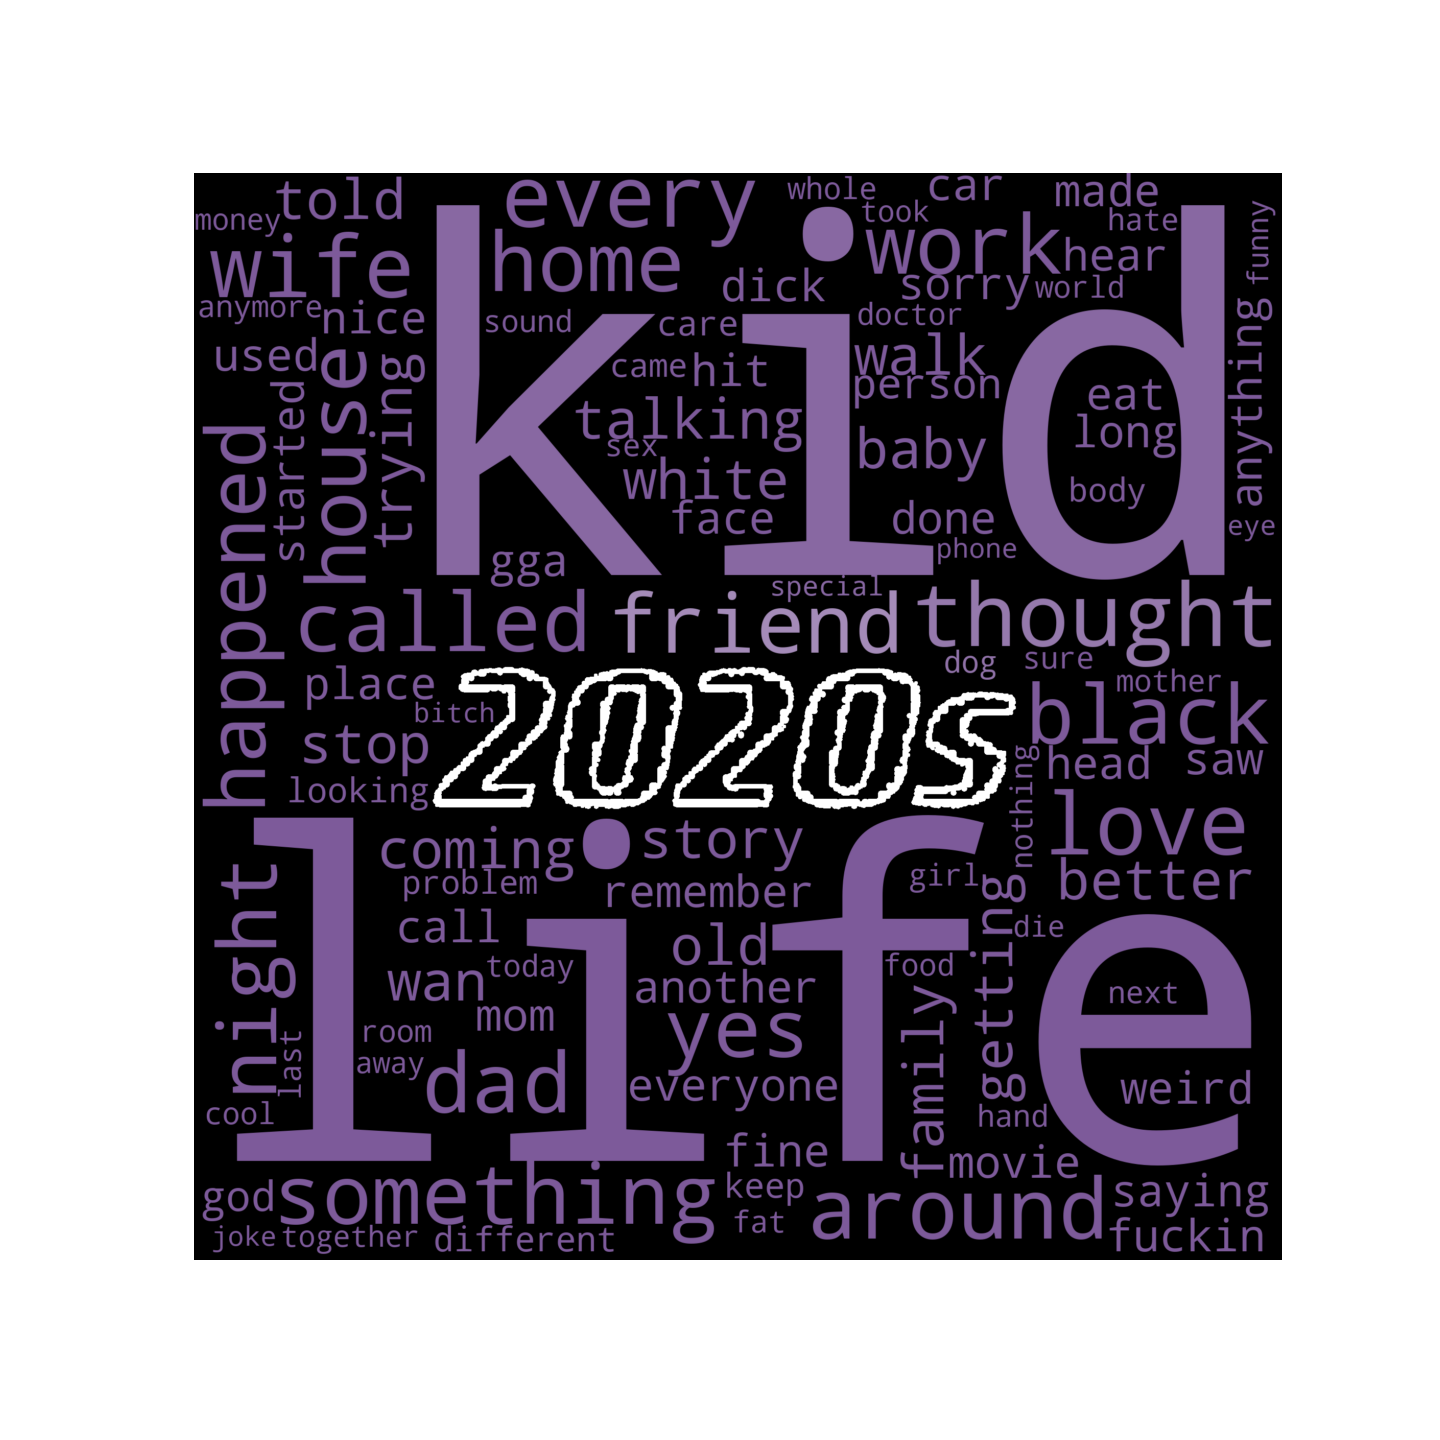 told
every
whole
car
made
money
took
hate
funny
wife
home
work
hear
dick
sorry
world
anymore
nice
sound
care
doctor
kid
used
house
trying
came
hit
walk
person
anything
started
talking
eat
long
sex
baby
white
body
happened
face
done
eye
phone
gga
special
called
friend
thought
dog
sure
place
mother
bitch
2020s
black
stop
head
saw
looking
nothing
love
coming
story
better
problem
remember
girl
night
life
call
old
die
getting
wan
today
another
food
next
mom
yes
family
room
last
away
dad
everyone
weird
cool
hand
fine
movie
god
something
keep
around
saying
fat
joke
together
different
fuckin